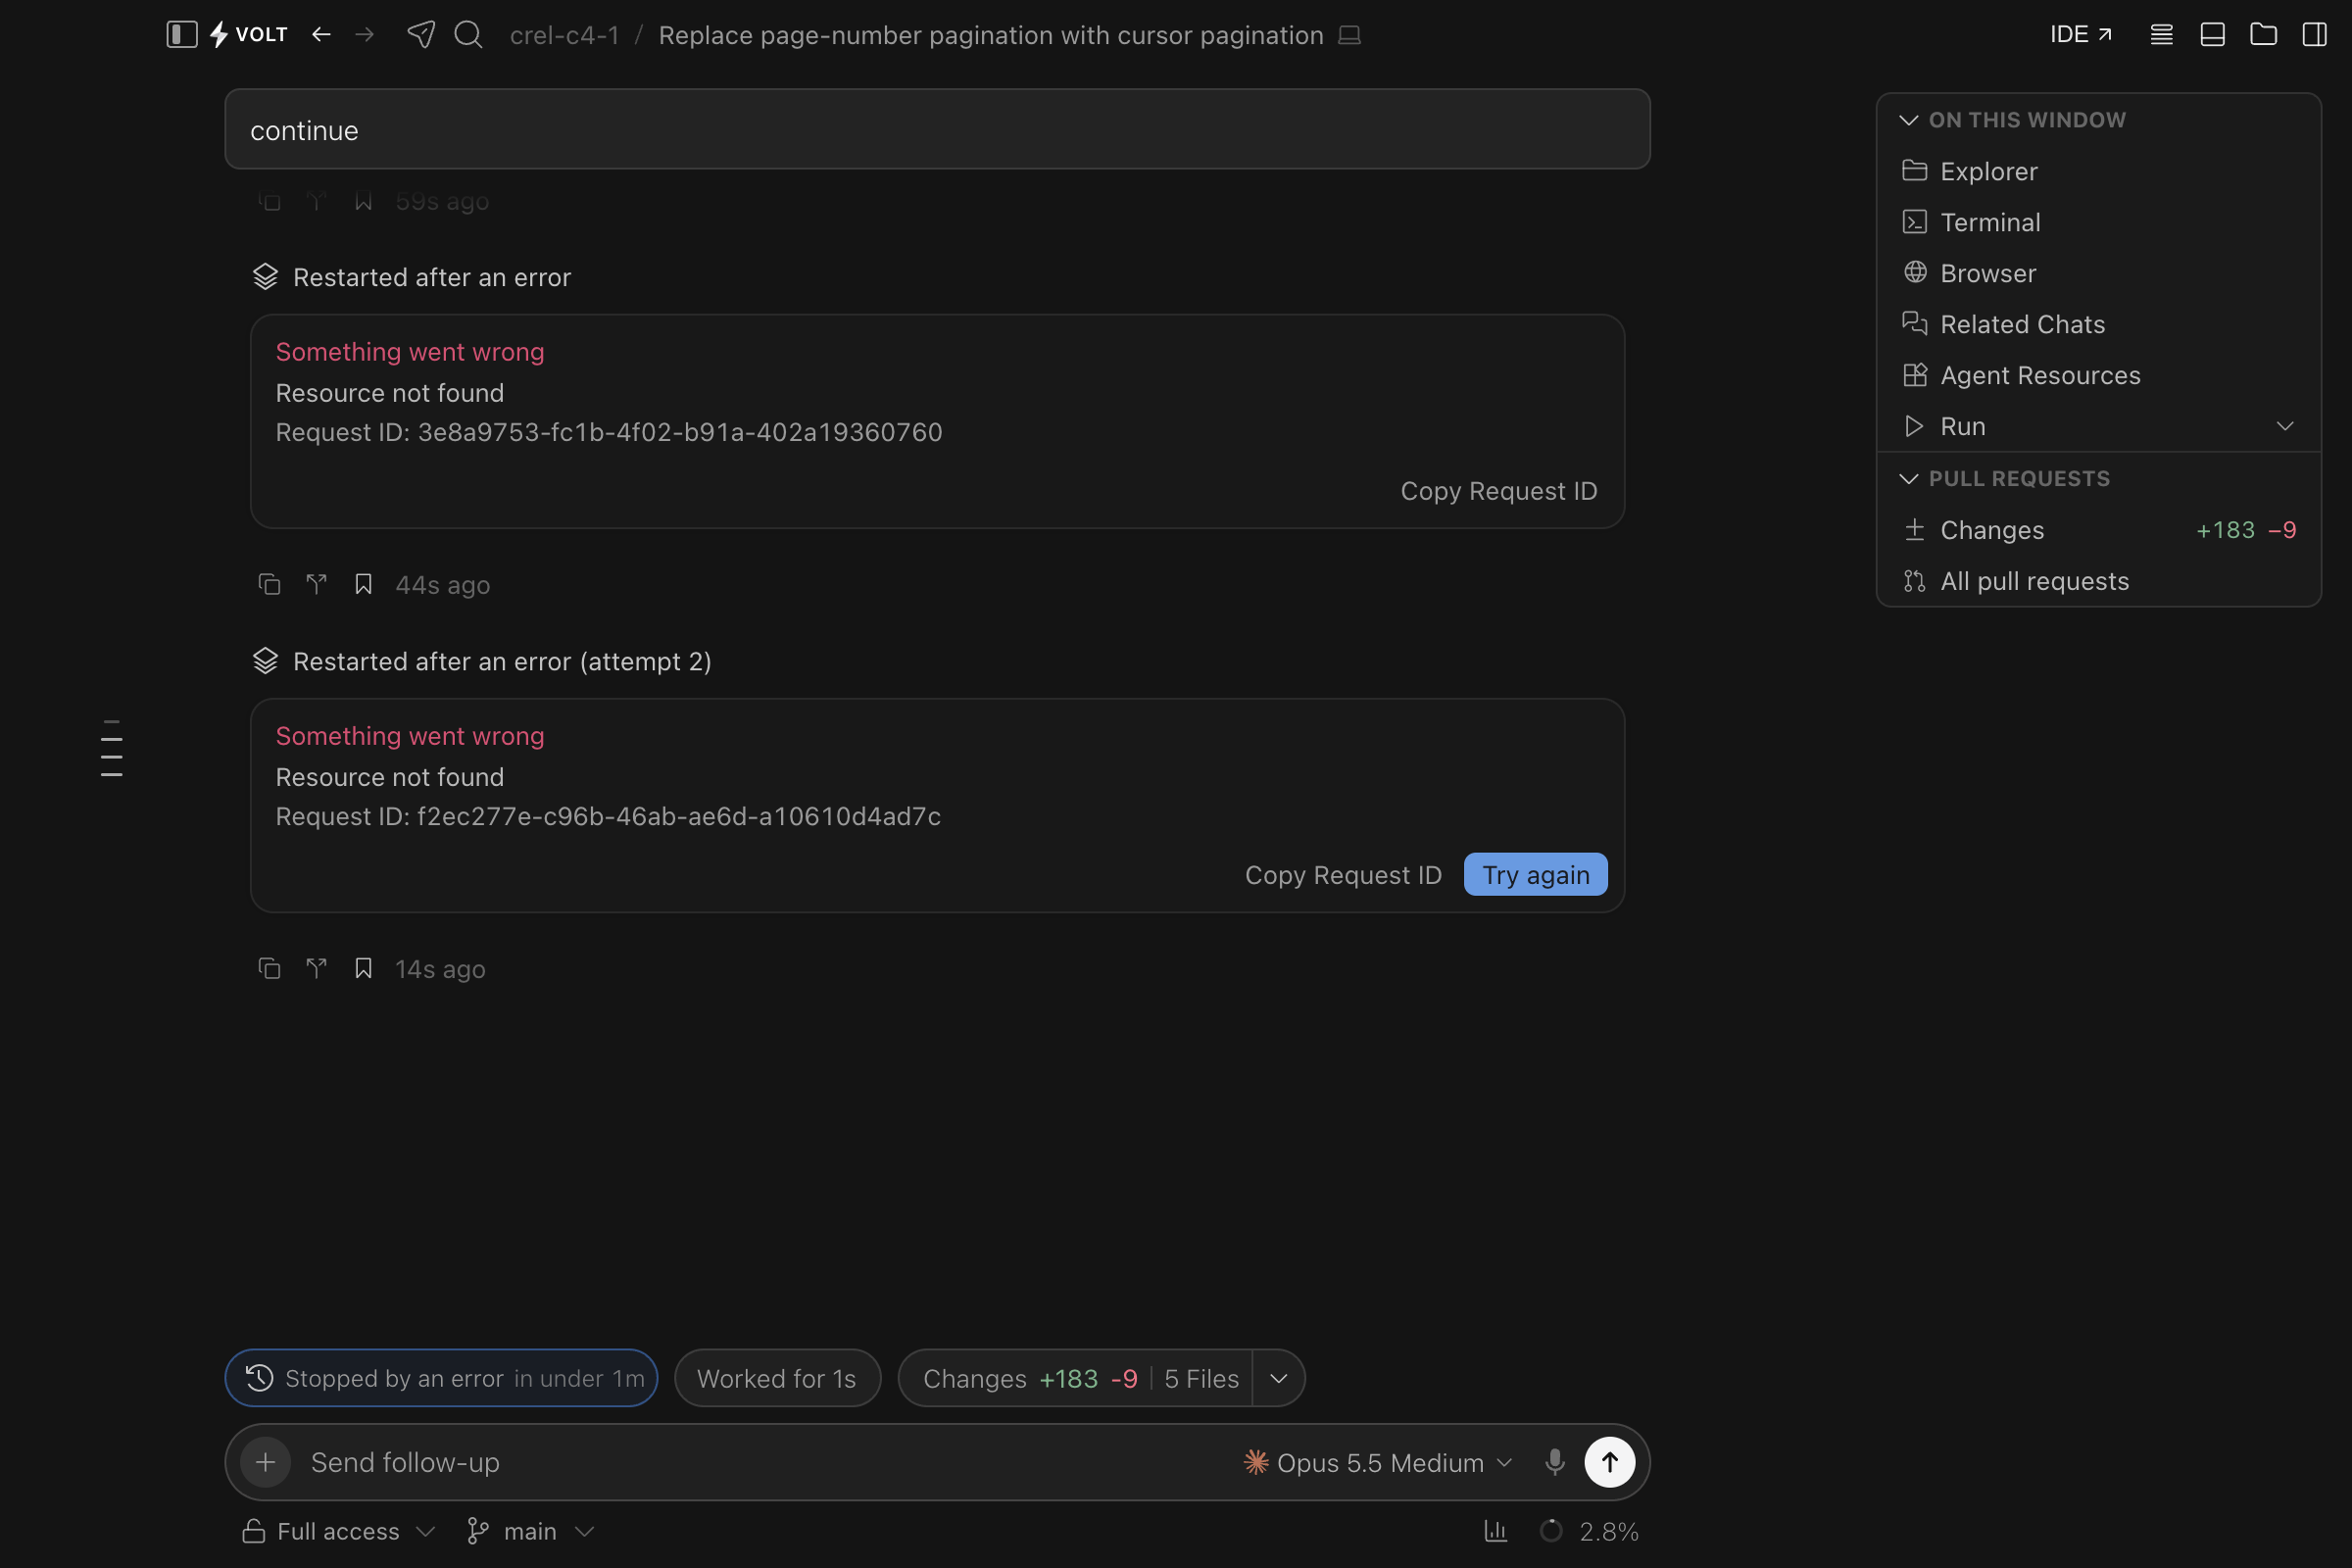 VOLT
crel-c4-1 / Replace page-number pagination with cursor pagination
IDE
continue
59s ago
Restarted after an error
Something went wrong
Resource not found
Request ID: 3e8a9753-fc1b-4f02-b91a-402a19360760
Copy Request ID
44s ago
Restarted after an error (attempt 2)
Something went wrong
Resource not found
Request ID: f2ec277e-c96b-46ab-ae6d-a10610d4ad7c
Copy Request ID Try again
14s ago
ON THIS WINDOW
Explorer
Terminal
Browser
Related Chats
Agent Resources
Run
PULL REQUESTS
Changes +183 −9
All pull requests
Stopped by an error in under 1m Worked for 1s Changes +183 -9 5 Files
Send follow-up Opus 5.5 Medium
Full access main 2.8%